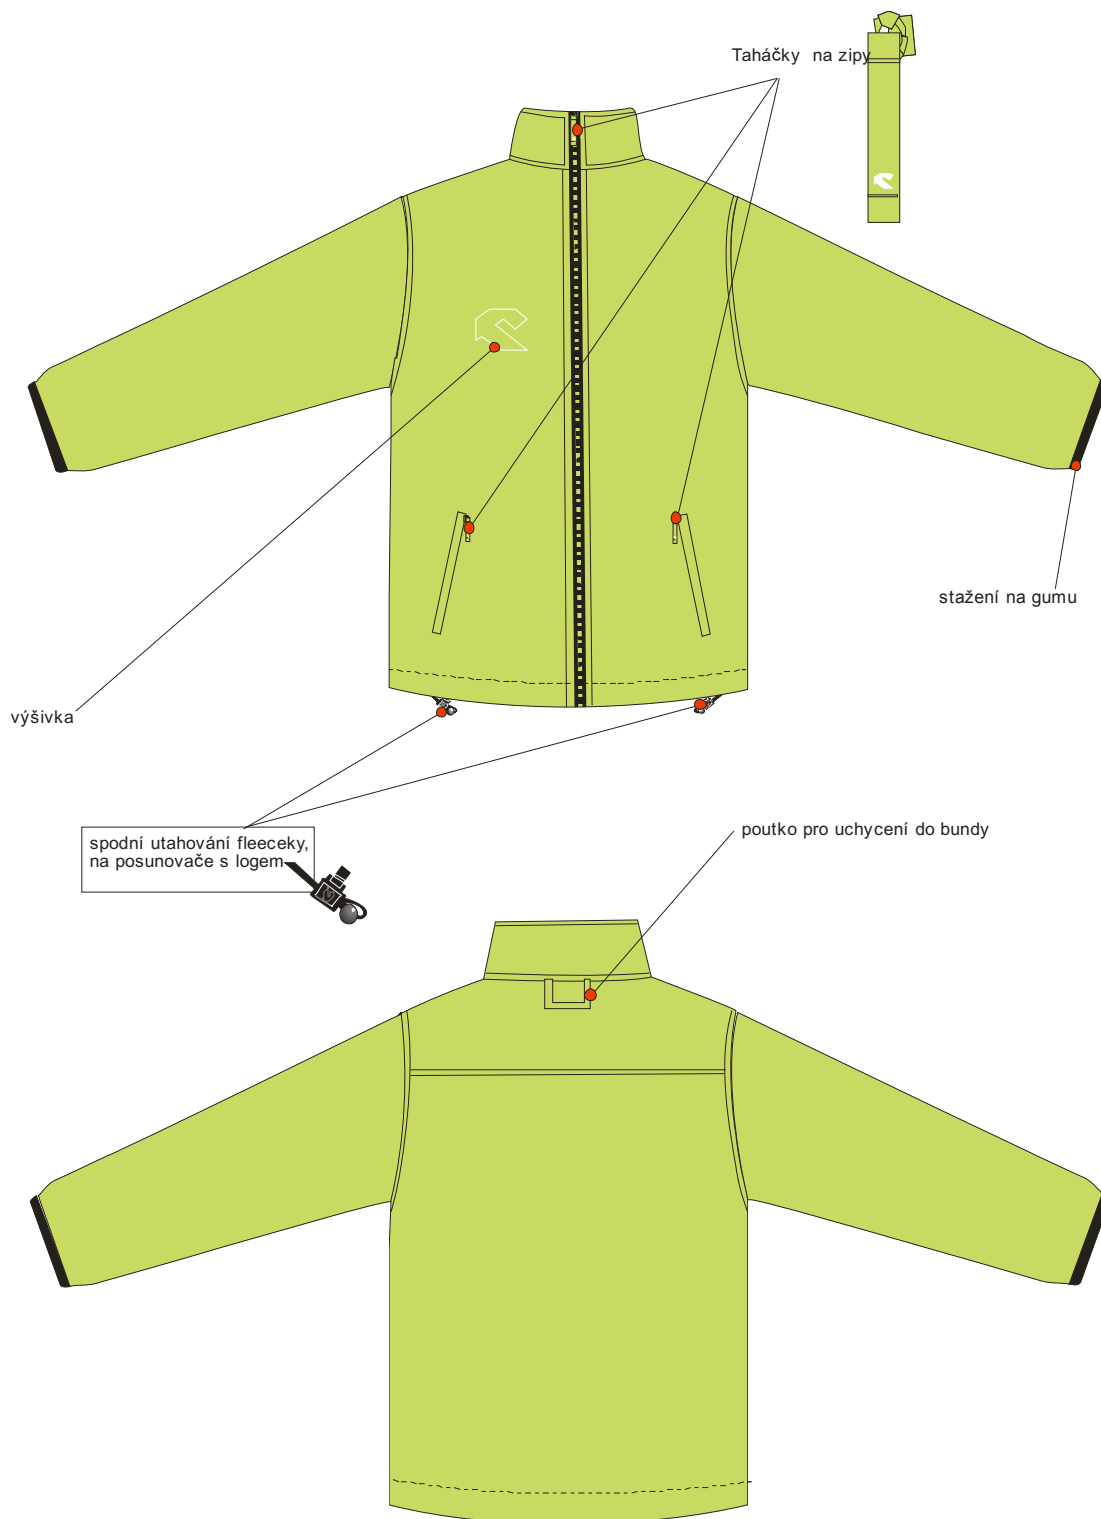 Taháčky na zipy
stažení na gumu
výšivka
spodní utahování fleeceky,
na posunovače s logem
poutko pro uchycení do bundy